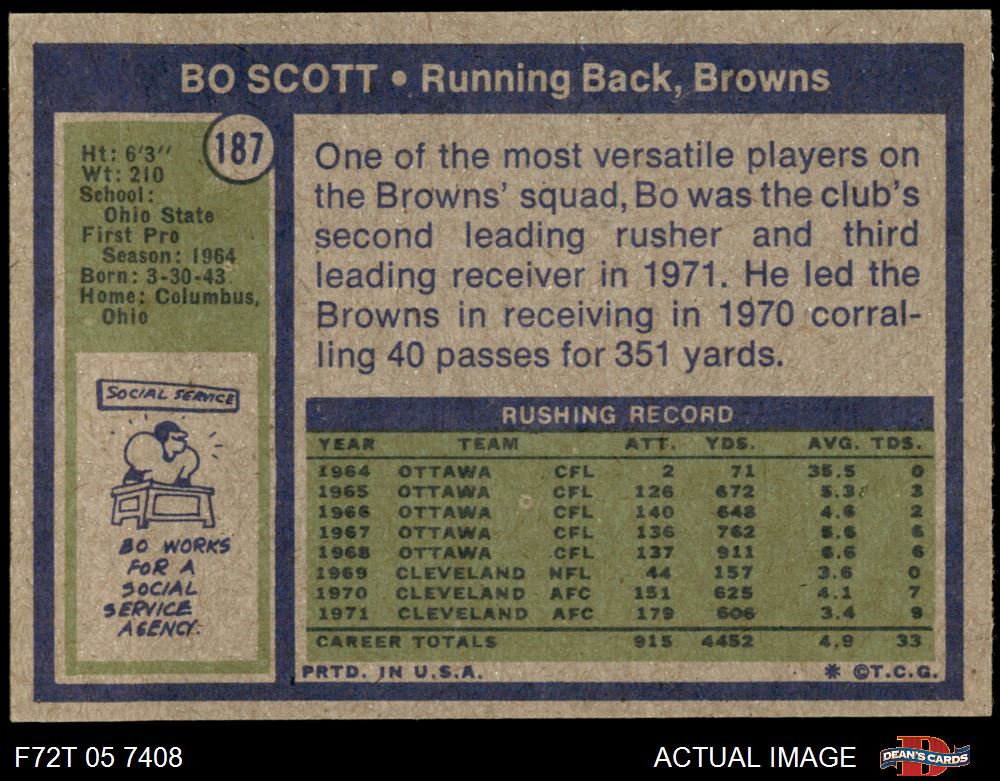 BO SCOTT • Running Back, Browns
187
Ht: 6'3''
Wt: 210
School:
Ohio State
First Pro
Season: 1964
Born: 3-30-43
Home: Columbus,
Ohio
SOCIAL SERVICE
BO WORKS
FOR A
SOCIAL
SERVICE
AGENCY.
One of the most versatile players on
the Browns' squad, Bo was the club's
second leading rusher and third
leading receiver in 1971. He led the
Browns in receiving in 1970 corral-
ling 40 passes for 351 yards.
RUSHING RECORD
YEAR TEAM ATT. YDS. AVG. TDS.
1964 OTTAWA CFL 2 71 35.5 0
1965 OTTAWA CFL 126 672 5.3 3
1966 OTTAWA CFL 140 648 4.6 2
1967 OTTAWA CFL 136 762 5.6 6
1968 OTTAWA CFL 137 911 6.6 6
1969 CLEVELAND NFL 44 157 3.6 0
1970 CLEVELAND AFC 151 625 4.1 7
1971 CLEVELAND AFC 179 606 3.4 9
CAREER TOTALS 915 4452 4.9 33
PRTD. IN U.S.A. * ©T.C.G.
F72T 05 7408 ACTUAL IMAGE DEAN'S CARDS